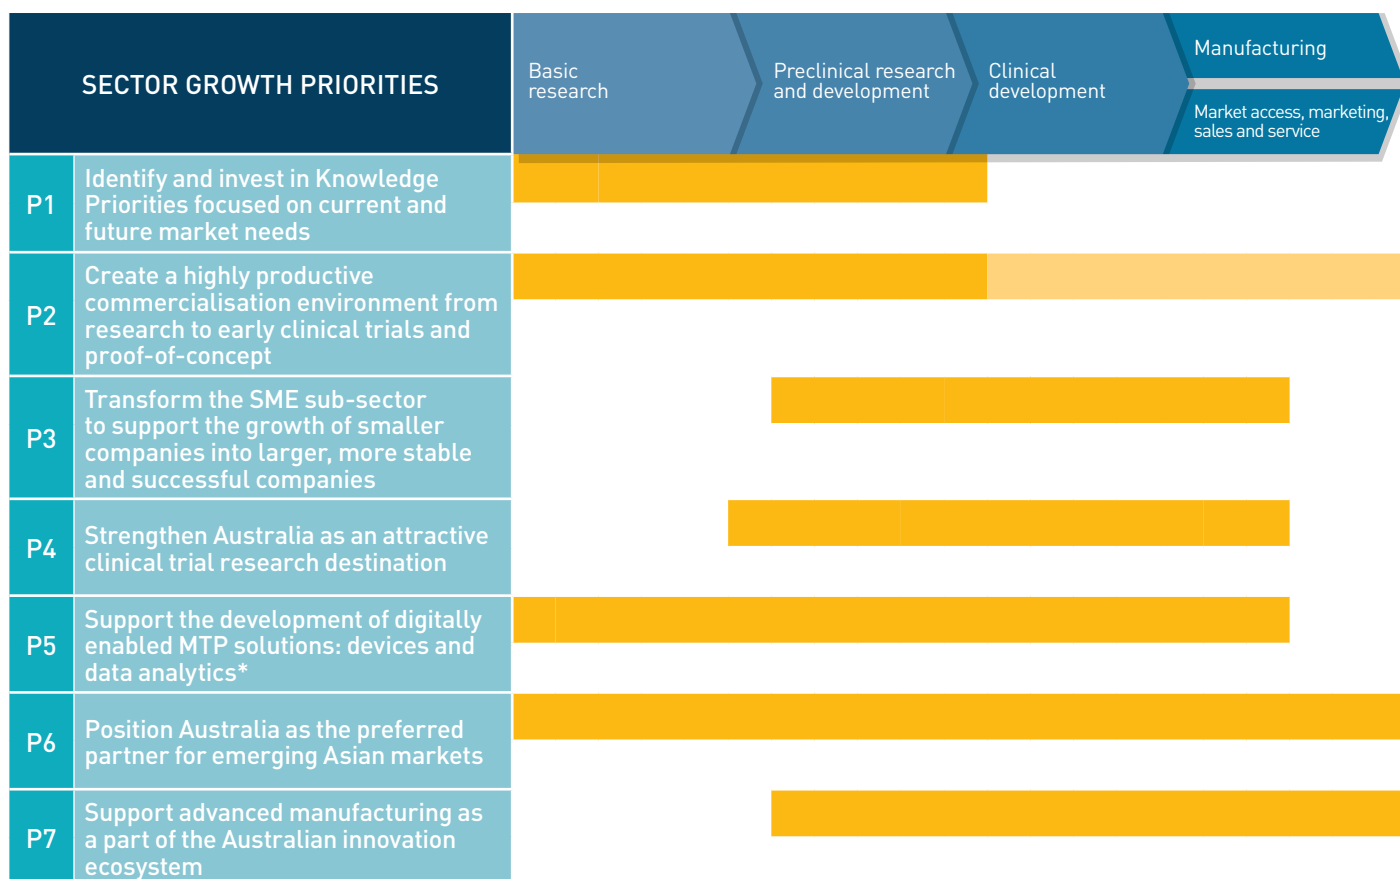 SECTOR GROWTH PRIORITIES
Basic
research
Preclinical research
and development
Clinical
development
Manufacturing
Market access, marketing,
sales and service
P1
Identify and invest in Knowledge
Priorities focused on current and
future market needs
P2
Create a highly productive
commercialisation environment from
research to early clinical trials and
proof-of-concept
P3
Transform the SME sub-sector
to support the growth of smaller
companies into larger, more stable
and successful companies
P4
Strengthen Australia as an attractive
clinical trial research destination
P5
Support the development of digitally
enabled MTP solutions: devices and
data analytics*
P6
Position Australia as the preferred
partner for emerging Asian markets
P7
Support advanced manufacturing as
a part of the Australian innovation
ecosystem